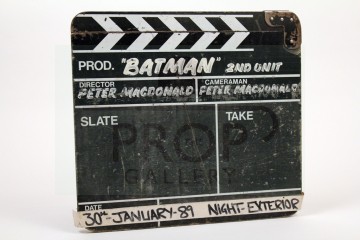 PROD. "BATMAN" 2ND UNIT
DIRECTOR CAMERAMAN
PETER MACDONALD PETER MACDONALD
SLATE TAKE
PROP
GALLERY
DATE
30TH-JANUARY-89 NIGHT-EXTERIOR